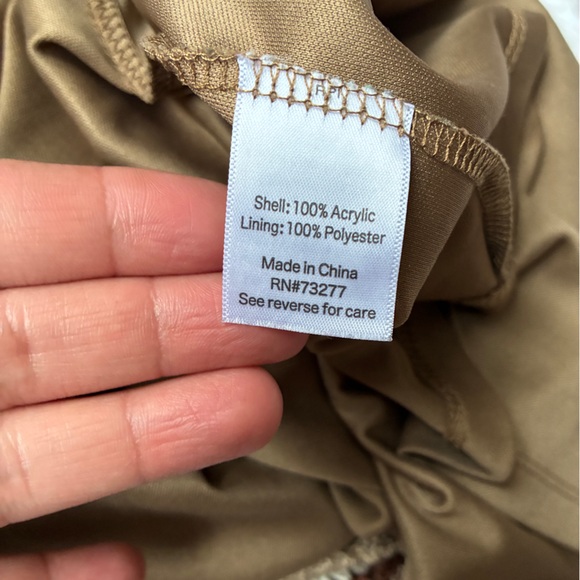 Shell: 100% Acrylic
Lining: 100% Polyester
Made in China
RN#73277
See reverse for care